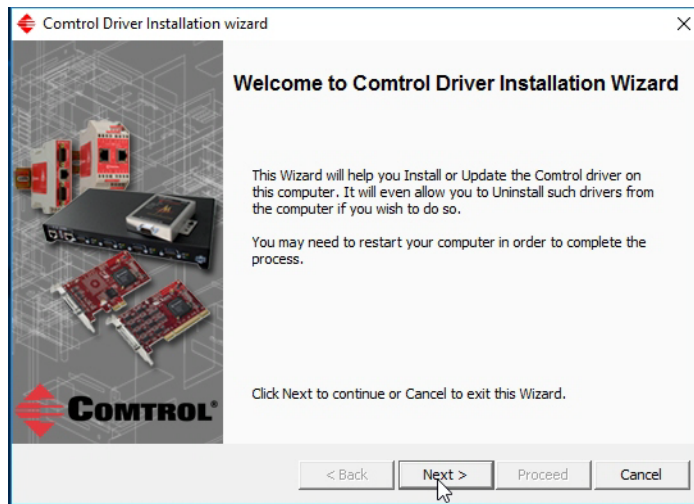 Comtrol Driver Installation wizard
Welcome to Comtrol Driver Installation Wizard
This Wizard will help you Install or Update the Comtrol driver on
this computer. It will even allow you to Uninstall such drivers from
the computer if you wish to do so.
You may need to restart your computer in order to complete the
process.
Click Next to continue or Cancel to exit this Wizard.
COMTROL®
< Back Next > Proceed Cancel